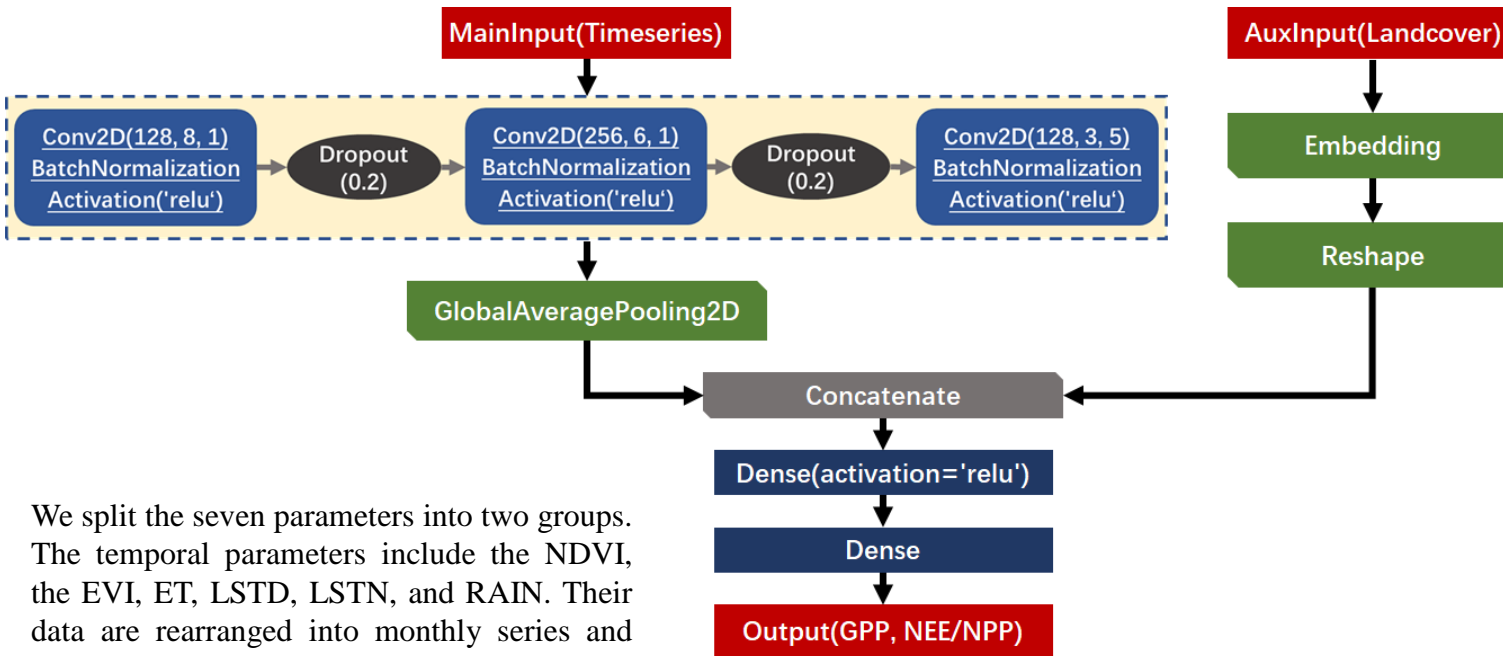 MainInput(Timeseries)
AuxInput(Landcover)
Conv2D(128, 8, 1)
BatchNormalization
Activation('relu‘)
Dropout
(0.2)
Conv2D(256, 6, 1)
BatchNormalization
Activation('relu‘)
Dropout
(0.2)
Conv2D(128, 3, 5)
BatchNormalization
Activation('relu‘)
Embedding
Reshape
GlobalAveragePooling2D
Concatenate
Dense(activation='relu')
Dense
Output(GPP, NEE/NPP)
We split the seven parameters into two groups.
The temporal parameters include the NDVI,
the EVI, ET, LSTD, LSTN, and RAIN. Their
data are rearranged into monthly series and